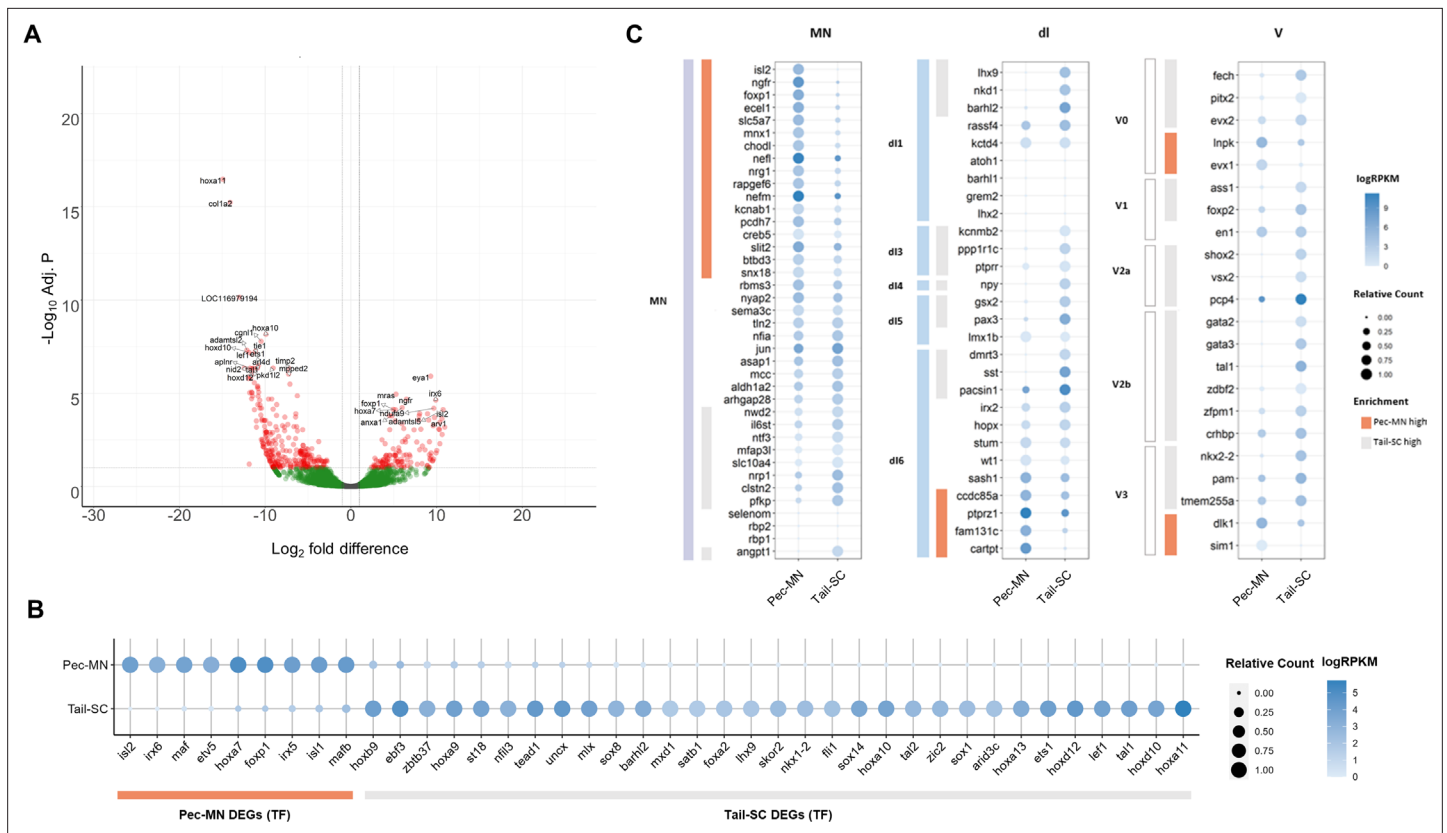 A
-Log10 Adj. P
20
15
10
5
0
-30
-20
-10
0
10
20
Log2 fold difference
hoxa11
col1a2
LOC116979194
hoxa10
adamtsl2
hoxd10
tie1
lef1
ets1
aplnr
nid2
tal1
pkd1l2
hoxd12
timp2
mpped2
eya1
mras
irx6
foxp1
ngfr
hoxa7
ndufa9
isl2
anxa1
adamtsl5
C
MN
dI
V
MN
isl2
ngfr
foxp1
ecel1
slc5a7
mnx1
chodl
nefl
nrg1
rapgef6
nefm
kcnab1
pcdh7
creb5
slit2
btbd3
snx18
rbms3
nyap2
sema3c
tln2
nfia
jun
asap1
mcc
aldh1a2
arhgap28
nwd2
il6st
ntf3
mfap3l
slc10a4
nrp1
clstn2
pfkp
selenom
rbp2
rbp1
angpt1
Pec-MN
Tail-SC
dI1
dI3
dI4
dI5
dI6
lhx9
nkd1
barhl2
rassf4
kctd4
atoh1
barhl1
grem2
lhx2
kcnmb2
ppp1r1c
ptprr
npy
gsx2
pax3
lmx1b
dmrt3
sst
pacsin1
irx2
hopx
stum
wt1
sash1
ccdc85a
ptprz1
fam131c
cartpt
Pec-MN
Tail-SC
V0
V1
V2a
V2b
V3
fech
pitx2
evx2
lnpk
evx1
ass1
foxp2
en1
shox2
vsx2
pcp4
gata2
gata3
tal1
zdbf2
zfpm1
crhbp
nkx2-2
pam
tmem255a
dlk1
sim1
Pec-MN
Tail-SC
logRPKM
9
6
3
0
Relative Count
0.00
0.25
0.50
0.75
1.00
Enrichment
Pec-MN high
Tail-SC high
B
Pec-MN
Tail-SC
isl2
irx6
maf
etv5
hoxa7
foxp1
irx5
isl1
mafb
hoxb9
ebf3
zbtb37
hoxa9
st18
nfil3
tead1
uncx
mlx
sox8
barhl2
mxd1
satb1
foxa2
lhx9
skor2
nkx1-2
fli1
sox14
hoxa10
tal2
zic2
sox1
arid3c
hoxa13
ets1
hoxd12
lef1
tal1
hoxd10
hoxa11
Pec-MN DEGs (TF)
Tail-SC DEGs (TF)
Relative Count
0.00
0.25
0.50
0.75
1.00
logRPKM
5
4
3
2
1
0